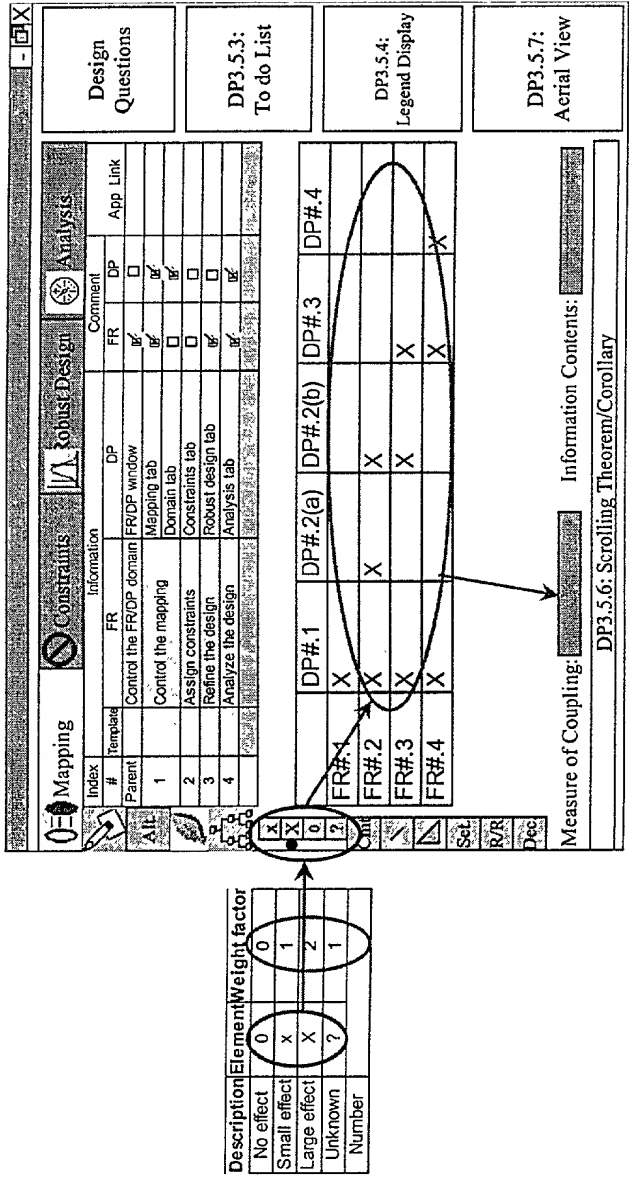 Mapping Constraints Robust Design Analysis
Index Information Comment App Link
# Template FR DP FR DP
Parent Control the FR/DP domain FR/DP window
1 Control the mapping Mapping tab
Domain tab
2 Assign constraints Constraints tab
3 Refine the design Robust design tab
4 Analyze the design Analysis tab
Design
Questions
DP3.5.3:
To do List
DP3.5.4:
Legend Display
DP3.5.7:
Aerial View
Alt.
x
X
0
?
Cmt
Set.
R/R
Dec.
DP#.1 DP#.2(a) DP#.2(b) DP#.3 DP#.4
FR#.1 X
FR#.2 X X X
FR#.3 X X X
FR#.4 X X X
Measure of Coupling: Information Contents:
DP3.5.6: Scrolling Theorem/Corollary
Description Element Weight factor
No effect 0 0
Small effect x 1
Large effect X 2
Unknown ? 1
Number